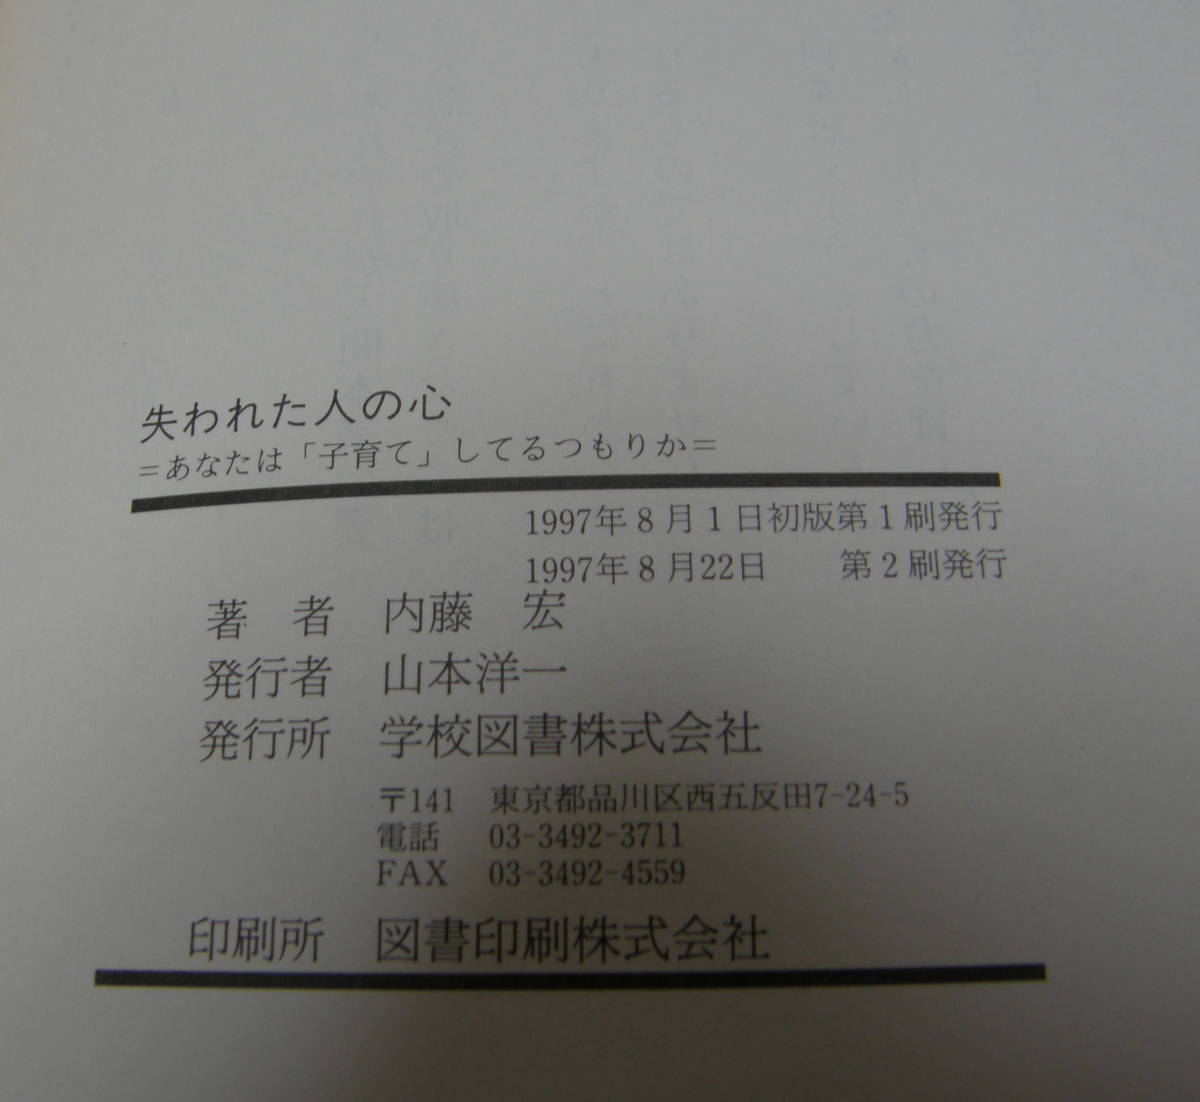 失われた人の心
=あなたは「子育て」してるつもりか=
1997年8月1日初版第1刷発行
1997年8月22日 第2刷発行
著 者 内藤 宏
発行者 山本洋一
発行所 学校図書株式会社
〒141 東京都品川区西五反田7-24-5
電話 03-3492-3711
FAX 03-3492-4559
印刷所 図書印刷株式会社